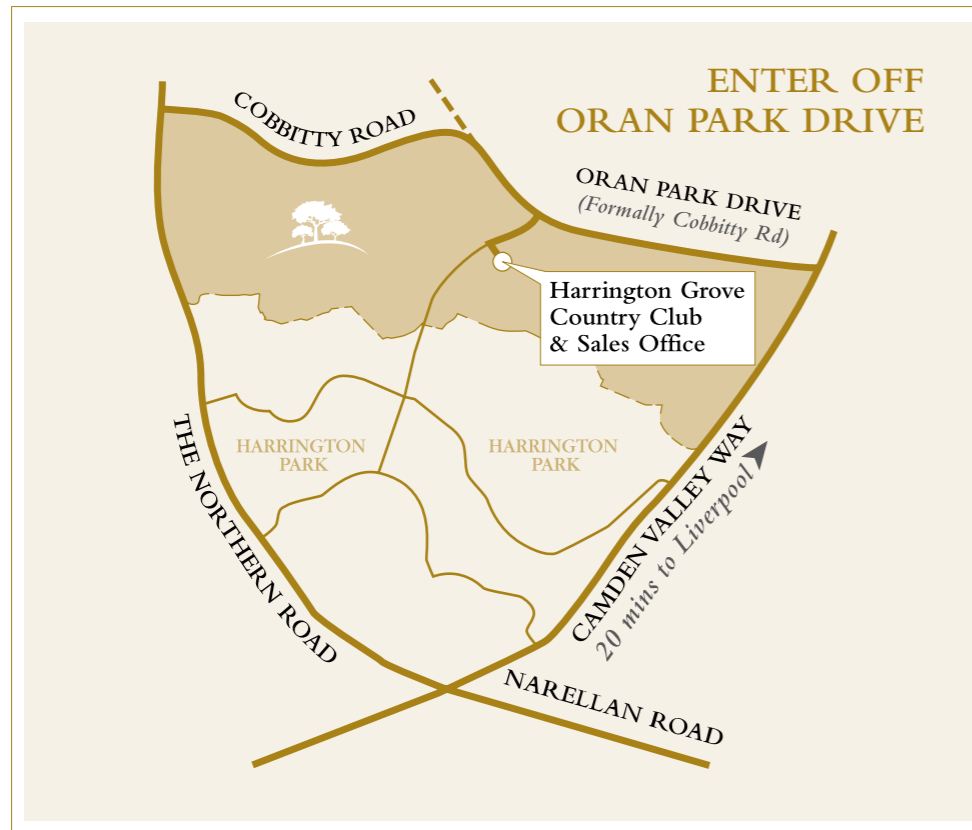 ENTER OFF
ORAN PARK DRIVE
COBBITTY ROAD
ORAN PARK DRIVE
(Formally Cobbitty Rd)
Harrington Grove
Country Club
& Sales Office
HARRINGTON
PARK
HARRINGTON
PARK
THE NORTHERN ROAD
CAMDEN VALLEY WAY
20 mins to Liverpool
NARELLAN ROAD